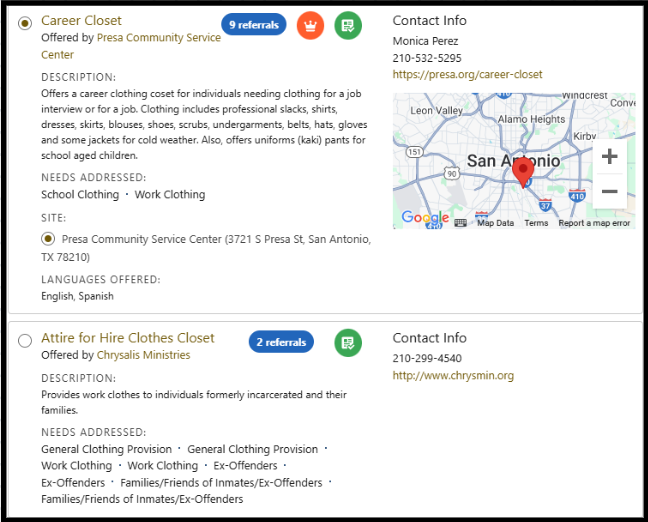 Career Closet
9 referrals
Offered by Presa Community Service
Center
DESCRIPTION:
Offers a career clothing coset for individuals needing clothing for a job
interview or for a job. Clothing includes professional slacks, shirts,
dresses, skirts, blouses, shoes, scrubs, undergarments, belts, hats, gloves
and some jackets for cold weather. Also, offers uniforms (kaki) pants for
school aged children.
NEEDS ADDRESSED:
School Clothing · Work Clothing
SITE:
Presa Community Service Center (3721 S Presa St, San Antonio,
TX 78210)
LANGUAGES OFFERED:
English, Spanish
Contact Info
Monica Perez
210-532-5295
https://presa.org/career-closet
Windcrest
Conve
Leon Valley
Alamo Heights
Kirby
151
San Antonio
90
+
−
410
37
Google
410
Map Data
Terms
Report a map error
Attire for Hire Clothes Closet
2 referrals
Offered by Chrysalis Ministries
DESCRIPTION:
Provides work clothes to individuals formerly incarcerated and their
families.
NEEDS ADDRESSED:
General Clothing Provision · General Clothing Provision ·
Work Clothing · Work Clothing · Ex-Offenders ·
Ex-Offenders · Families/Friends of Inmates/Ex-Offenders ·
Families/Friends of Inmates/Ex-Offenders
Contact Info
210-299-4540
http://www.chrysmin.org